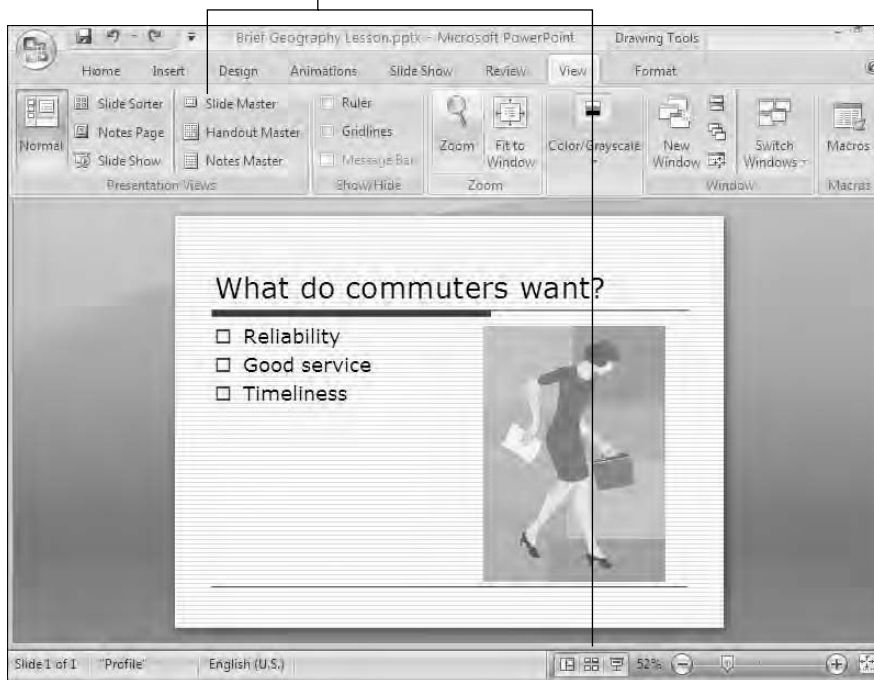 Brief Geography Lesson.pptx - Microsoft PowerPoint Drawing Tools
Home Insert Design Animations Slide Show Review View Format
Normal
Slide Sorter
Notes Page
Slide Show
Slide Master
Handout Master
Notes Master
Presentation Views
Ruler
Gridlines
Message Bar
Show/Hide
Zoom
Fit to
Window
Zoom
Color/Grayscale
New
Window
Switch
Windows
Window
Macros
Macros
What do commuters want?
Reliability
Good service
Timeliness
Slide 1 of 1 "Profile" English (U.S.) 52%